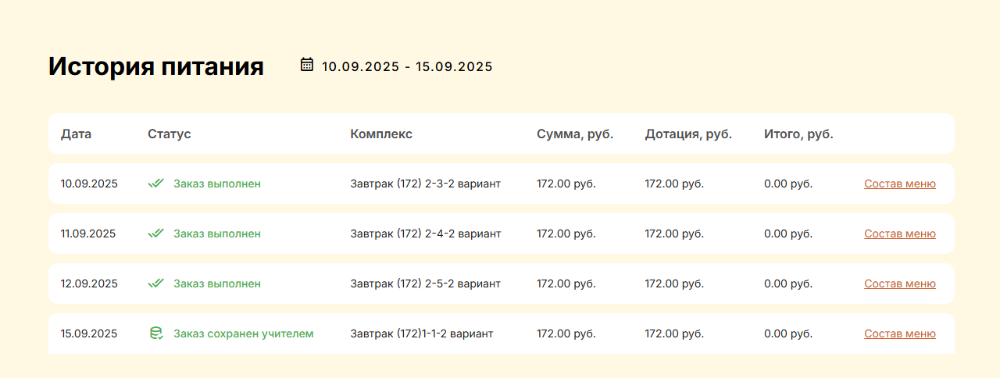 История питания 10.09.2025 - 15.09.2025
Дата Статус Комплекс Сумма, руб. Дотация, руб. Итого, руб.
10.09.2025 Заказ выполнен Завтрак (172) 2-3-2 вариант 172.00 руб. 172.00 руб. 0.00 руб. Состав меню
11.09.2025 Заказ выполнен Завтрак (172) 2-4-2 вариант 172.00 руб. 172.00 руб. 0.00 руб. Состав меню
12.09.2025 Заказ выполнен Завтрак (172) 2-5-2 вариант 172.00 руб. 172.00 руб. 0.00 руб. Состав меню
15.09.2025 Заказ сохранен учителем Завтрак (172)1-1-2 вариант 172.00 руб. 172.00 руб. 0.00 руб. Состав меню